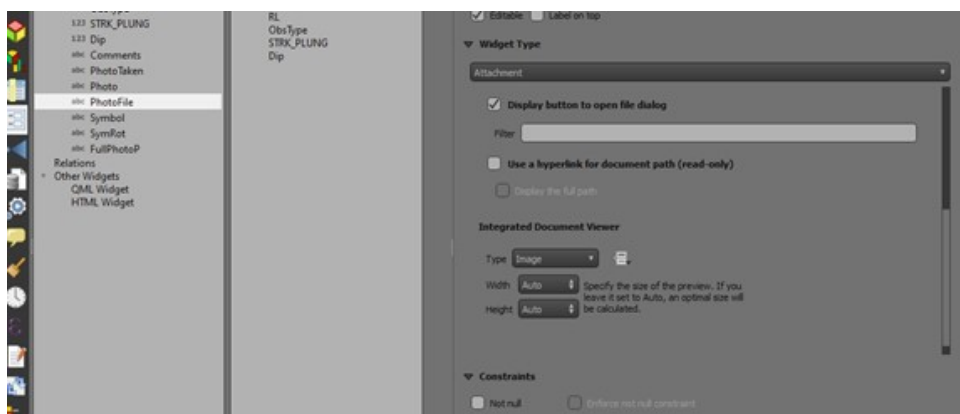 ObsType
123 STRK_PLUNG
123 Dip
abc Comments
abc PhotoTaken
abc Photo
abc PhotoFile
abc Symbol
abc SymRot
abc FullPhotoP
Relations
Other Widgets
QML Widget
HTML Widget
RL
ObsType
STRK_PLUNG
Dip
Editable
Label on top
Widget Type
Attachment
Display button to open file dialog
Filter
Use a hyperlink for document path (read-only)
Display the full path
Integrated Document Viewer
Type Image
Width Auto
Height Auto
Specify the size of the preview. If you
leave it set to Auto, an optimal size will
be calculated.
Constraints
Not null
Enforce not null constraint